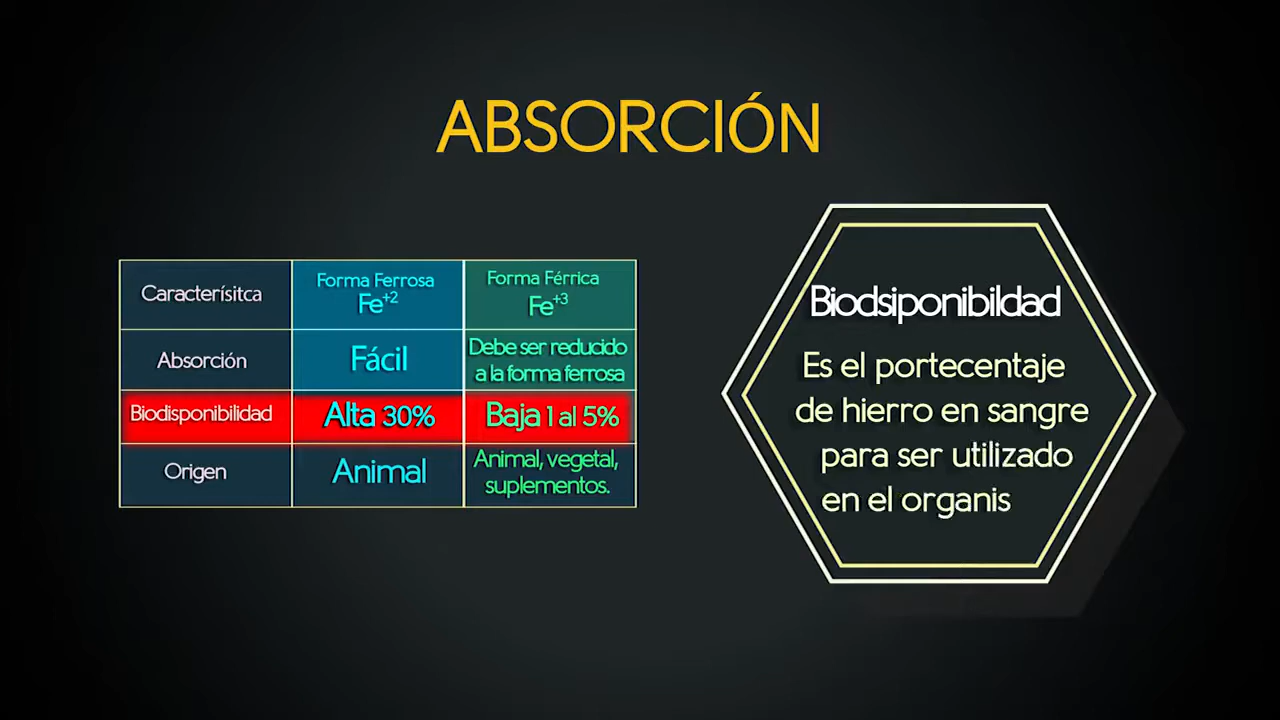 ABSORCIÓN
Caracterísitca
Forma Ferrosa
Fe+2
Forma Férrica
Fe+3
Absorción
Fácil
Debe ser reducido
a la forma ferrosa
Biodisponibilidad
Alta 30%
Baja 1 al 5%
Origen
Animal
Animal, vegetal,
suplementos.
Biodsiponibildad
Es el portecentaje
de hierro en sangre
para ser utilizado
en el organis